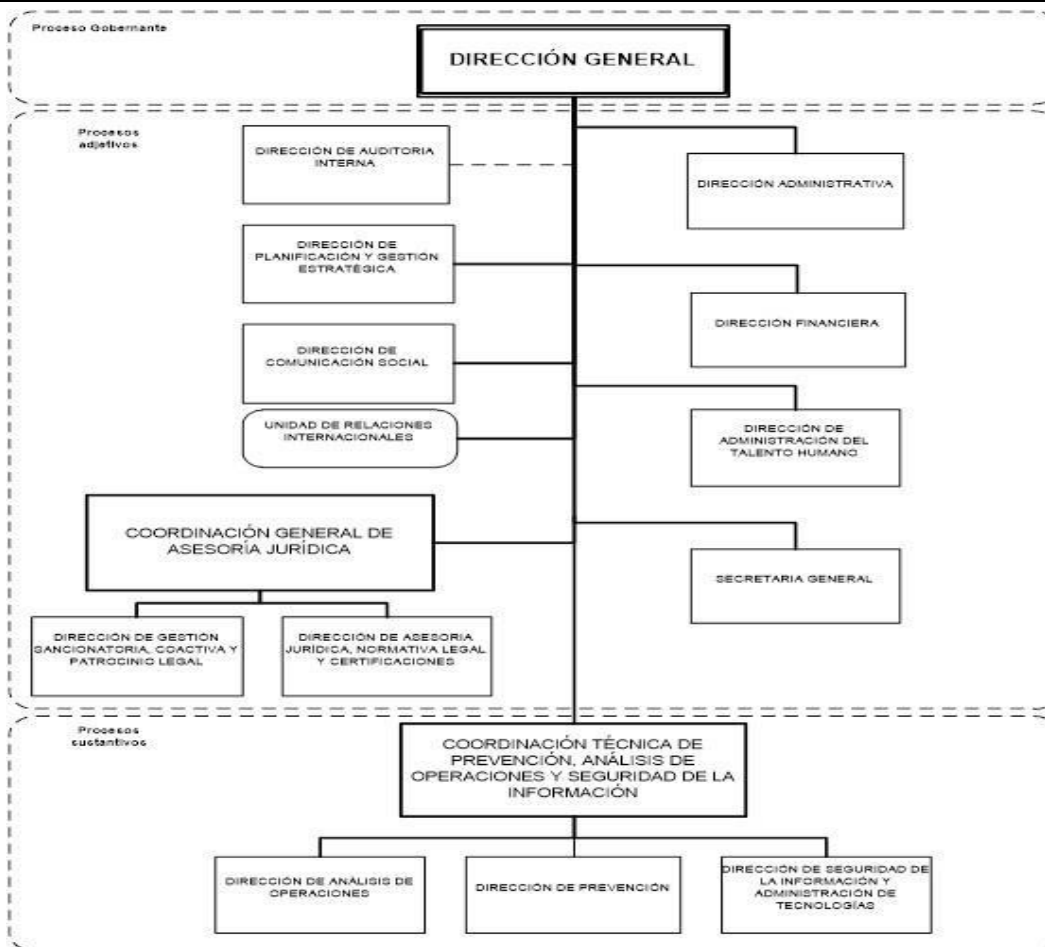 Proceso Gobernante
DIRECCIÓN GENERAL
Procesos
adjetivos
DIRECCIÓN DE AUDITORIA
INTERNA
DIRECCIÓN ADMINISTRATIVA
DIRECCIÓN DE
PLANIFICACIÓN Y GESTIÓN
ESTRATÉGICA
DIRECCIÓN FINANCIERA
DIRECCIÓN DE
COMUNICACIÓN SOCIAL
UNIDAD DE RELACIONES
INTERNACIONALES
DIRECCIÓN DE
ADMINISTRACIÓN DEL
TALENTO HUMANO
COORDINACIÓN GENERAL DE
ASESORÍA JURÍDICA
SECRETARIA GENERAL
DIRECCIÓN DE GESTIÓN
SANCIONATORIA, COACTIVA Y
PATROCINIO LEGAL
DIRECCIÓN DE ASESORIA
JURÍDICA, NORMATIVA LEGAL
Y CERTIFICACIONES
Procesos
sustantivos
COORDINACIÓN TÉCNICA DE
PREVENCIÓN, ANÁLISIS DE
OPERACIONES Y SEGURIDAD DE LA
INFORMACIÓN
DIRECCIÓN DE ANÁLISIS DE
OPERACIONES
DIRECCIÓN DE PREVENCIÓN
DIRECCIÓN DE SEGURIDAD DE
LA INFORMACIÓN Y
ADMINISTRACIÓN DE
TECNOLOGÍAS